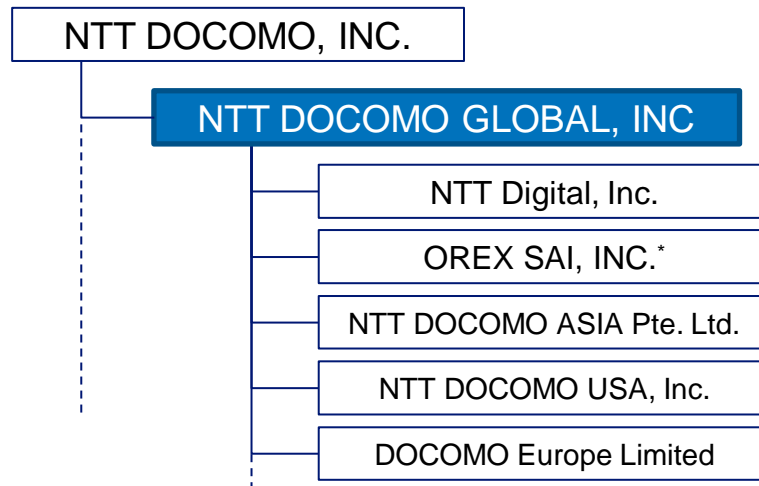 NTT DOCOMO, INC.
NTT DOCOMO GLOBAL, INC
NTT Digital, Inc.
OREX SAI, INC.*
NTT DOCOMO ASIA Pte. Ltd.
NTT DOCOMO USA, Inc.
DOCOMO Europe Limited